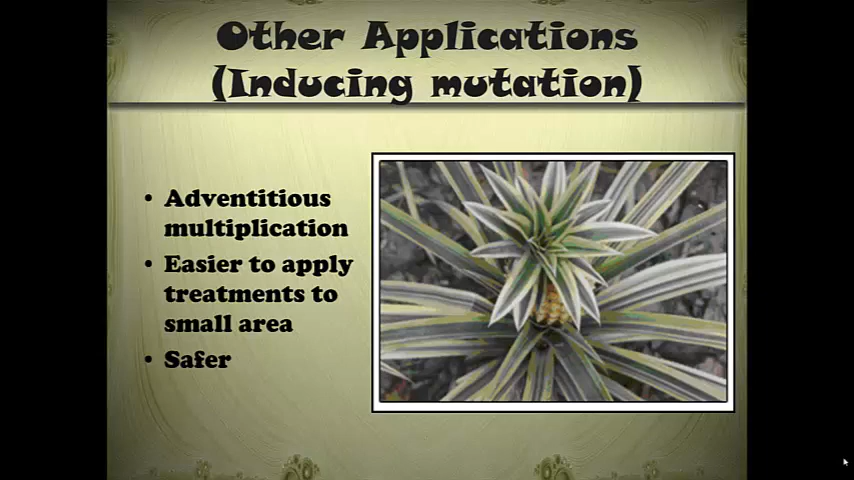 Other Applications
(Inducing mutation)
• Adventitious
multiplication
• Easier to apply
treatments to
small area
• Safer